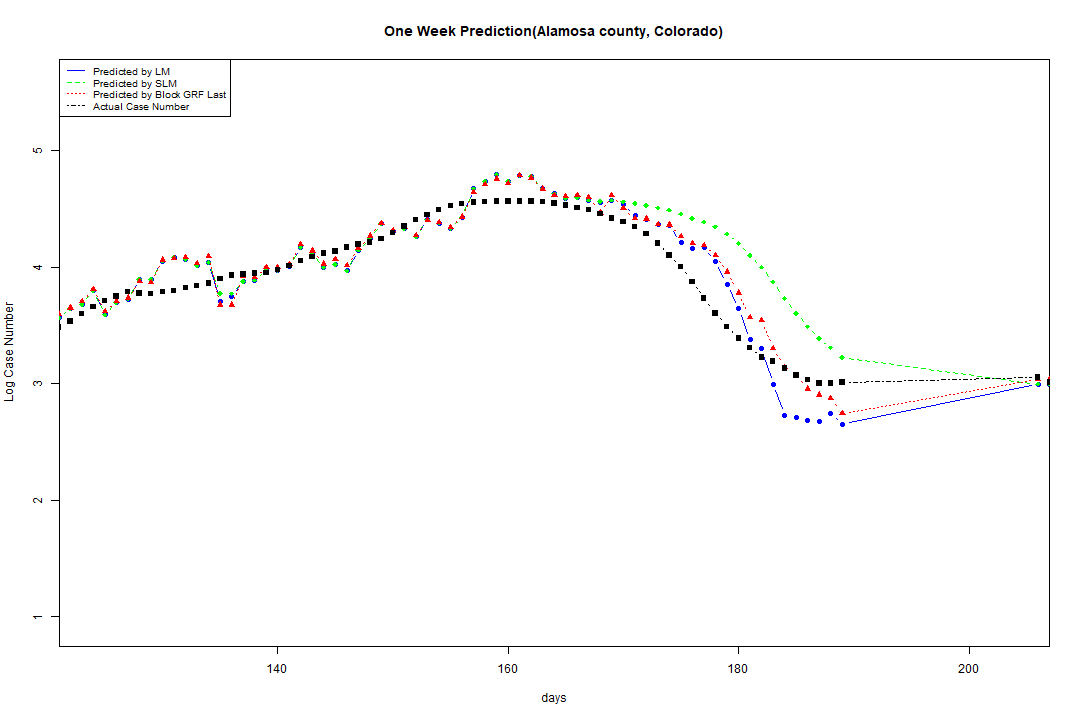 One Week Prediction(Alamosa county, Colorado)
Predicted by LM
Predicted by SLM
Predicted by Block GRF Last
Actual Case Number
5
4
3
2
1
Log Case Number
140 160 180 200
days